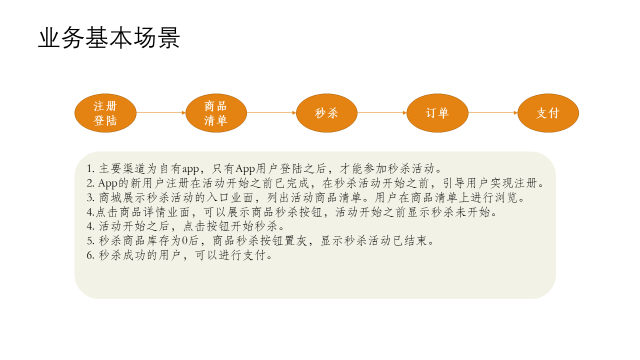 业务基本场景
注册
登陆
商品
清单
秒杀
订单
支付
1. 主要渠道为自有app，只有App用户登陆之后，才能参加秒杀活动。
2. App的新用户注册在活动开始之前已完成，在秒杀活动开始之前，引导用户实现注册。
3. 商城展示秒杀活动的入口业面，列出活动商品清单。用户在商品清单上进行浏览。
4.点击商品详情业面，可以展示商品秒杀按钮，活动开始之前显示秒杀未开始。
4. 活动开始之后，点击按钮开始秒杀。
5. 秒杀商品库存为0后，商品秒杀按钮置灰，显示秒杀活动已结束。
6. 秒杀成功的用户，可以进行支付。